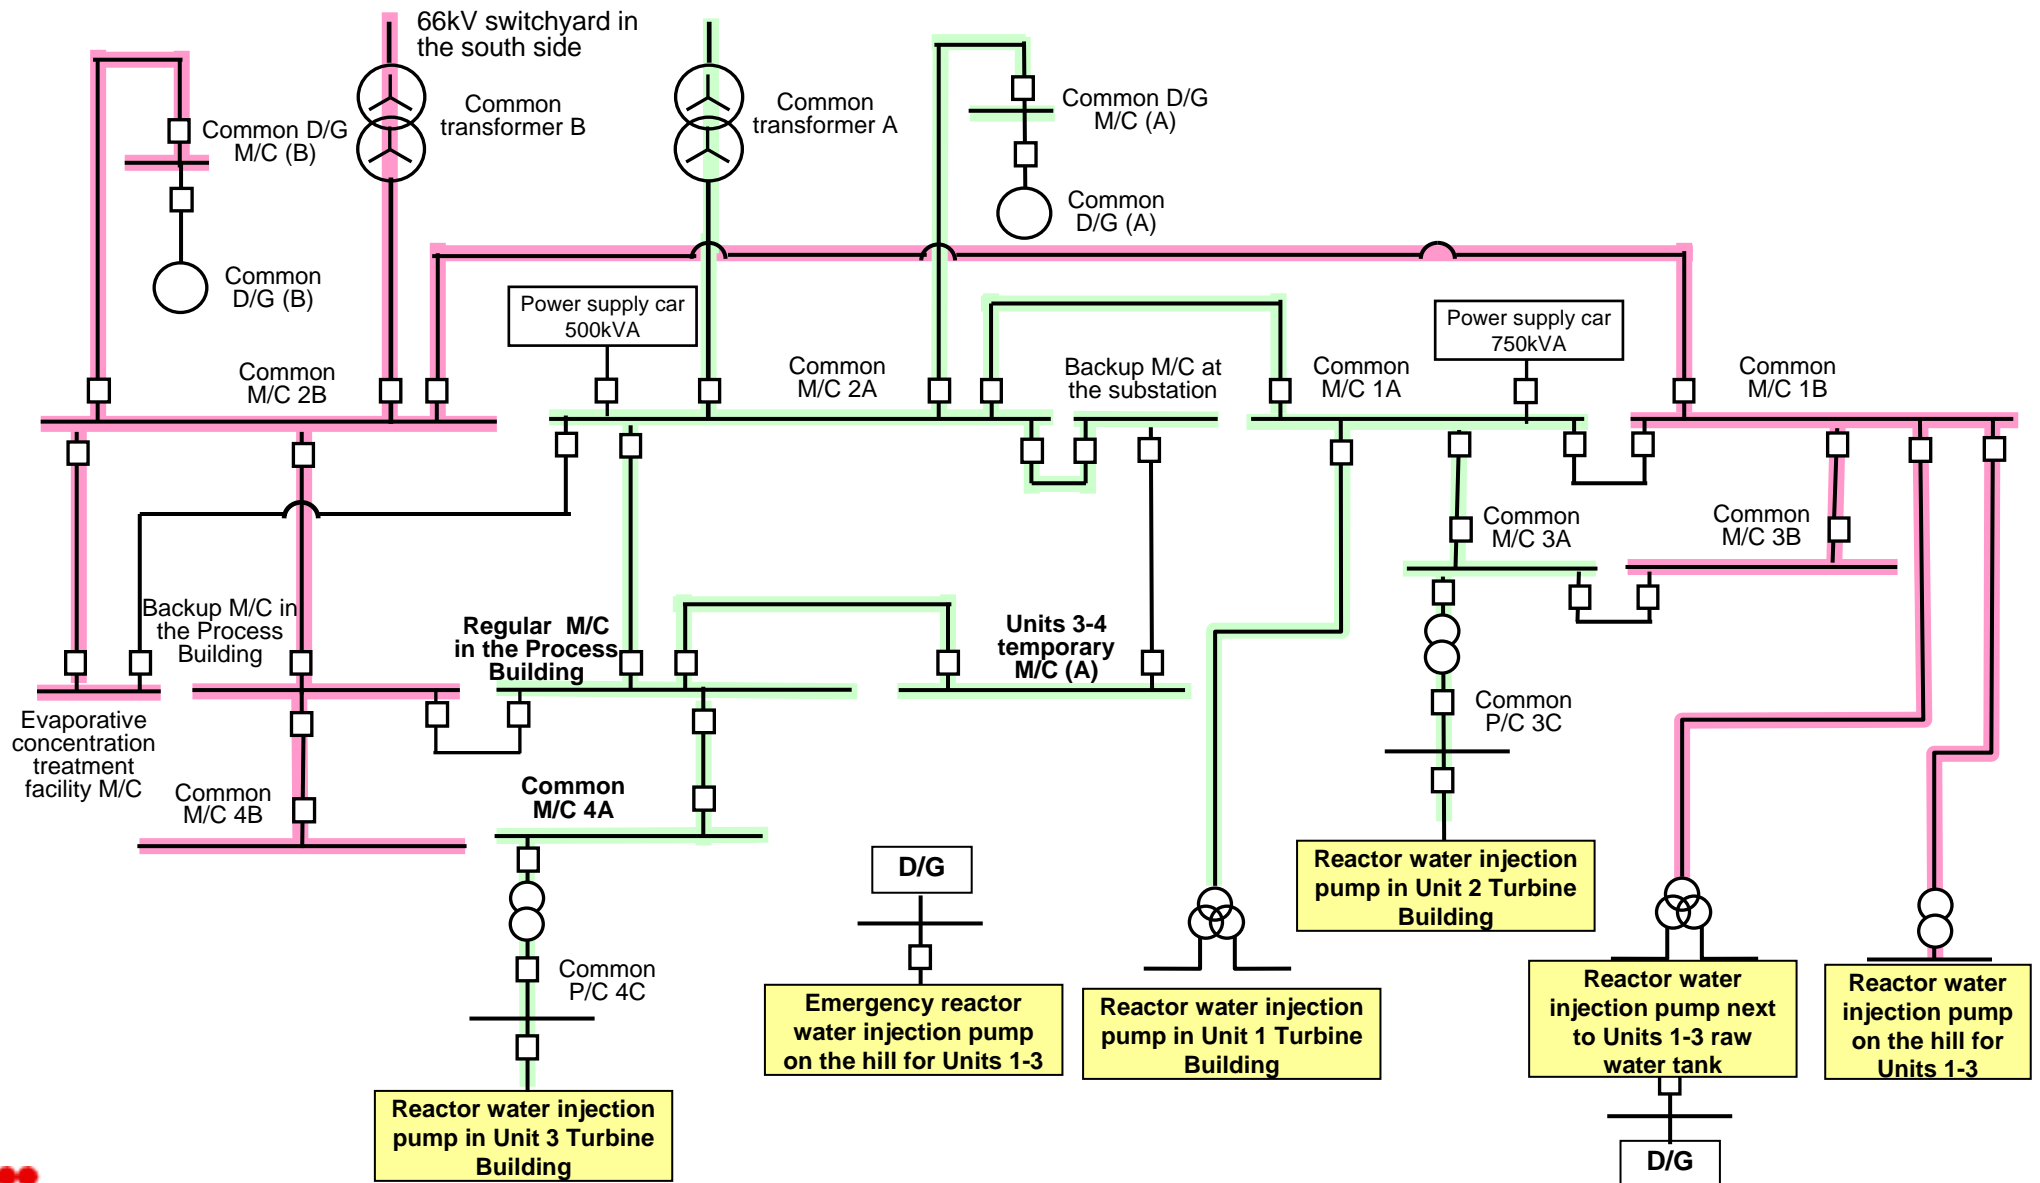 66kV switchyard in
the south side
Common D/G
M/C (B)
Common
transformer B
Common
transformer A
Common D/G
M/C (A)
Common
D/G (A)
Common
D/G (B)
Power supply car
500kVA
Power supply car
750kVA
Common
M/C 2B
Common
M/C 2A
Backup M/C at
the substation
Common
M/C 1A
Common
M/C 1B
Common
M/C 3A
Common
M/C 3B
Backup M/C in
the Process
Building
Regular M/C
in the Process
Building
Units 3-4
temporary
M/C (A)
Common
P/C 3C
Evaporative
concentration
treatment
facility M/C
Common
M/C 4B
Common
M/C 4A
D/G
Reactor water injection
pump in Unit 2 Turbine
Building
Common
P/C 4C
Emergency reactor
water injection pump
on the hill for Units 1-3
Reactor water injection
pump in Unit 1 Turbine
Building
Reactor water
injection pump next
to Units 1-3 raw
water tank
Reactor water
injection pump
on the hill for
Units 1-3
Reactor water injection
pump in Unit 3 Turbine
Building
D/G